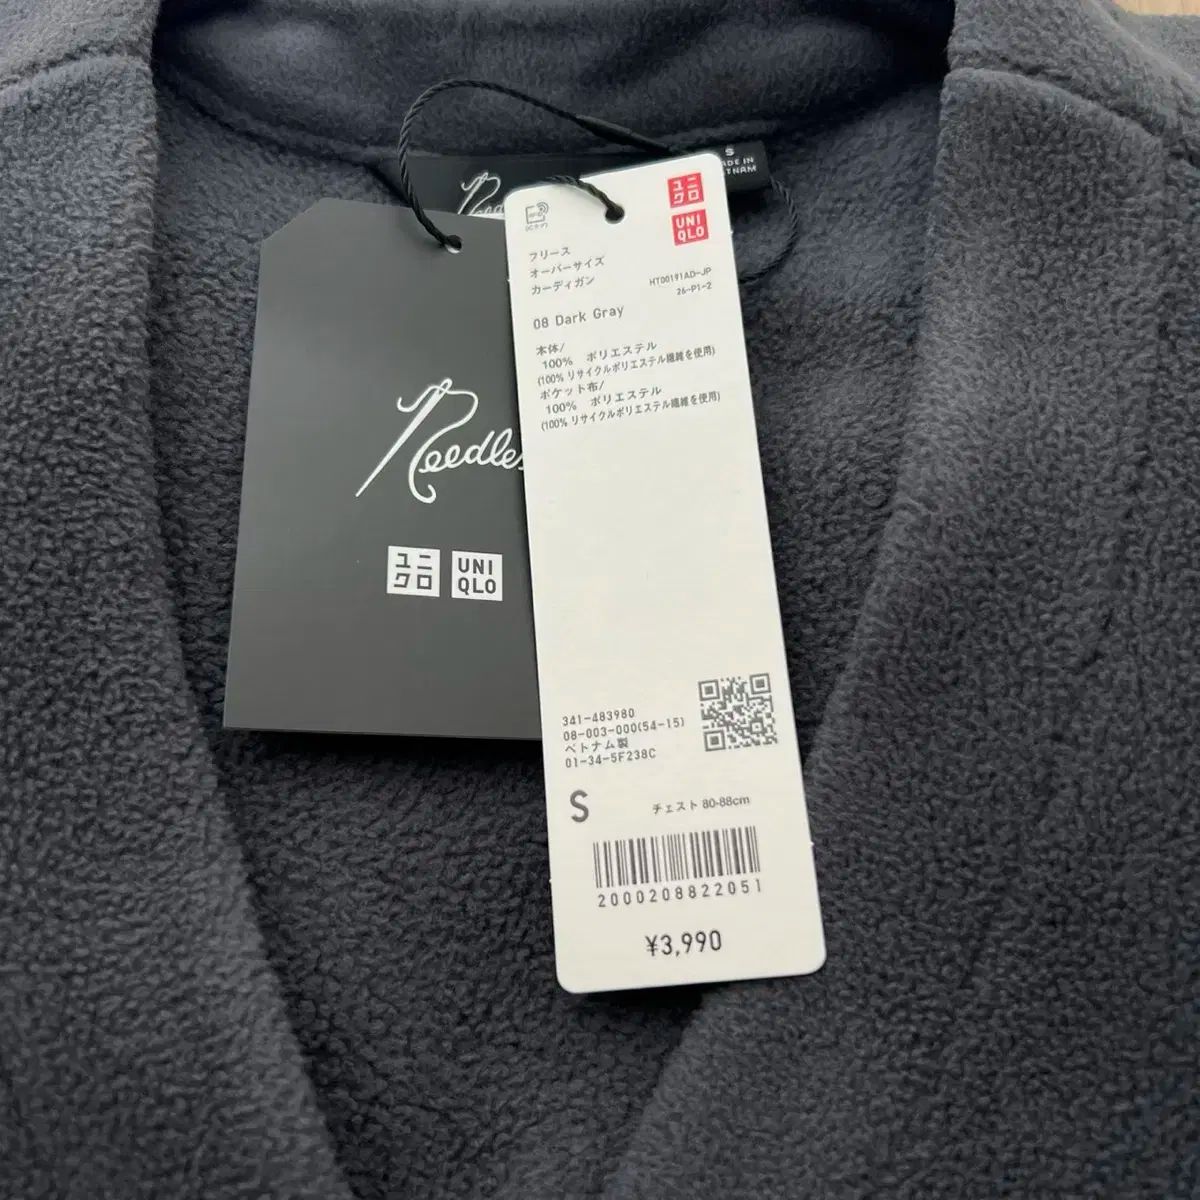 S
MADE IN
VIETNAM
Needles
ユニ
クロ
UNI
QLO
ユニ
クロ
UNI
QLO
フリース
オーバーサイズ
カーディガン
HT00191AD-JP
26-P1-2
08 Dark Gray
本体/
100% ポリエステル
(100% リサイクルポリエステル繊維を使用)
ポケット布/
100% ポリエステル
(100% リサイクルポリエステル繊維を使用)
341-483980
08-003-000(54-15)
ベトナム製
01-34-5F238C
S
チェスト 80-88cm
2000208822051
¥3,990